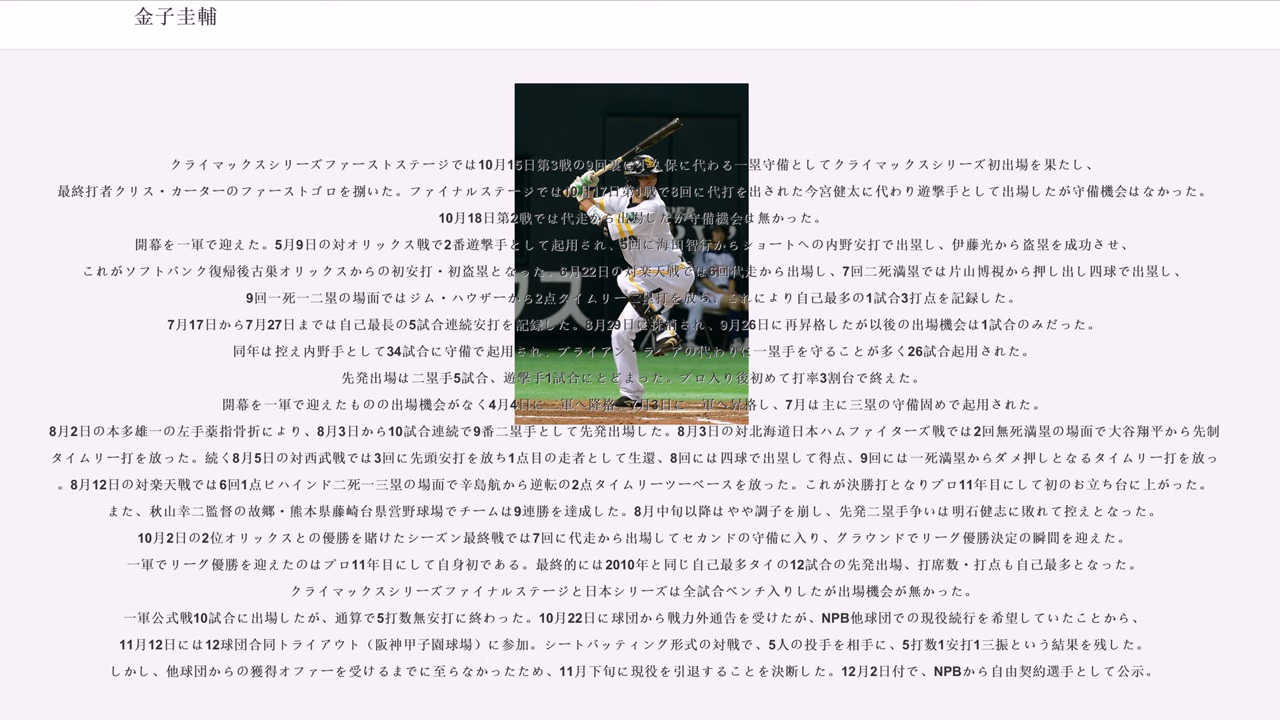 金子圭輔
クライマックスシリーズファーストステージでは10月15日第3戦の9回裏に小久保に代わる一塁守備としてクライマックスシリーズ初出場を果たし、
最終打者クリス・カーターのファーストゴロを捌いた。ファイナルステージでは10月17日第1戦で8回に代打を出された今宮健太に代わり遊撃手として出場したが守備機会はなかった。
10月18日第2戦では代走から出場したが守備機会は無かった。
開幕を一軍で迎えた。5月9日の対オリックス戦で2番遊撃手として起用され、5回に海田智行からショートへの内野安打で出塁し、伊藤光から盗塁を成功させ、
これがソフトバンク復帰後古巣オリックスからの初安打・初盗塁となった。6月22日の対楽天戦では6回代走から出場し、7回二死満塁では片山博視から押し出し四球で出塁し、
9回一死一二塁の場面ではジム・ハウザーから2点タイムリー二塁打を放ち、これにより自己最多の1試合3打点を記録した。
7月17日から7月27日までは自己最長の5試合連続安打を記録した。8月29日に抹消され、9月26日に再昇格したが以後の出場機会は1試合のみだった。
同年は控え内野手として34試合に守備で起用され、ブライアン・ラヘアの代わりに一塁手を守ることが多く26試合起用された。
先発出場は二塁手5試合、遊撃手1試合にとどまった。プロ入り後初めて打率3割台で終えた。
開幕を一軍で迎えたものの出場機会がなく4月4日に二軍へ降格。7月3日に一軍へ昇格し、7月は主に三塁の守備固めで起用された。
8月2日の本多雄一の左手薬指骨折により、8月3日から10試合連続で9番二塁手として先発出場した。8月3日の対北海道日本ハムファイターズ戦では2回無死満塁の場面で大谷翔平から先制
タイムリー打を放った。続く8月5日の対西武戦では3回に先頭安打を放ち1点目の走者として生還、8回には四球で出塁して得点、9回には一死満塁からダメ押しとなるタイムリー打を放っ
。8月12日の対楽天戦では6回1点ビハインド二死一三塁の場面で辛島航から逆転の2点タイムリーツーベースを放った。これが決勝打となりプロ11年目にして初のお立ち台に上がった。
また、秋山幸二監督の故郷・熊本県藤崎台県営野球場でチームは9連勝を達成した。8月中旬以降はやや調子を崩し、先発二塁手争いは明石健志に敗れて控えとなった。
10月2日の2位オリックスとの優勝を賭けたシーズン最終戦では7回に代走から出場してセカンドの守備に入り、グラウンドでリーグ優勝決定の瞬間を迎えた。
一軍でリーグ優勝を迎えたのはプロ11年目にして自身初である。最終的には2010年と同じ自己最多タイの12試合の先発出場、打席数・打点も自己最多となった。
クライマックスシリーズファイナルステージと日本シリーズは全試合ベンチ入りしたが出場機会が無かった。
一軍公式戦10試合に出場したが、通算で5打数無安打に終わった。10月22日に球団から戦力外通告を受けたが、NPB他球団での現役続行を希望していたことから、
11月12日には12球団合同トライアウト（阪神甲子園球場）に参加。シートバッティング形式の対戦で、5人の投手を相手に、5打数1安打1三振という結果を残した。
しかし、他球団からの獲得オファーを受けるまでに至らなかったため、11月下旬に現役を引退することを決断した。12月2日付で、NPBから自由契約選手として公示。